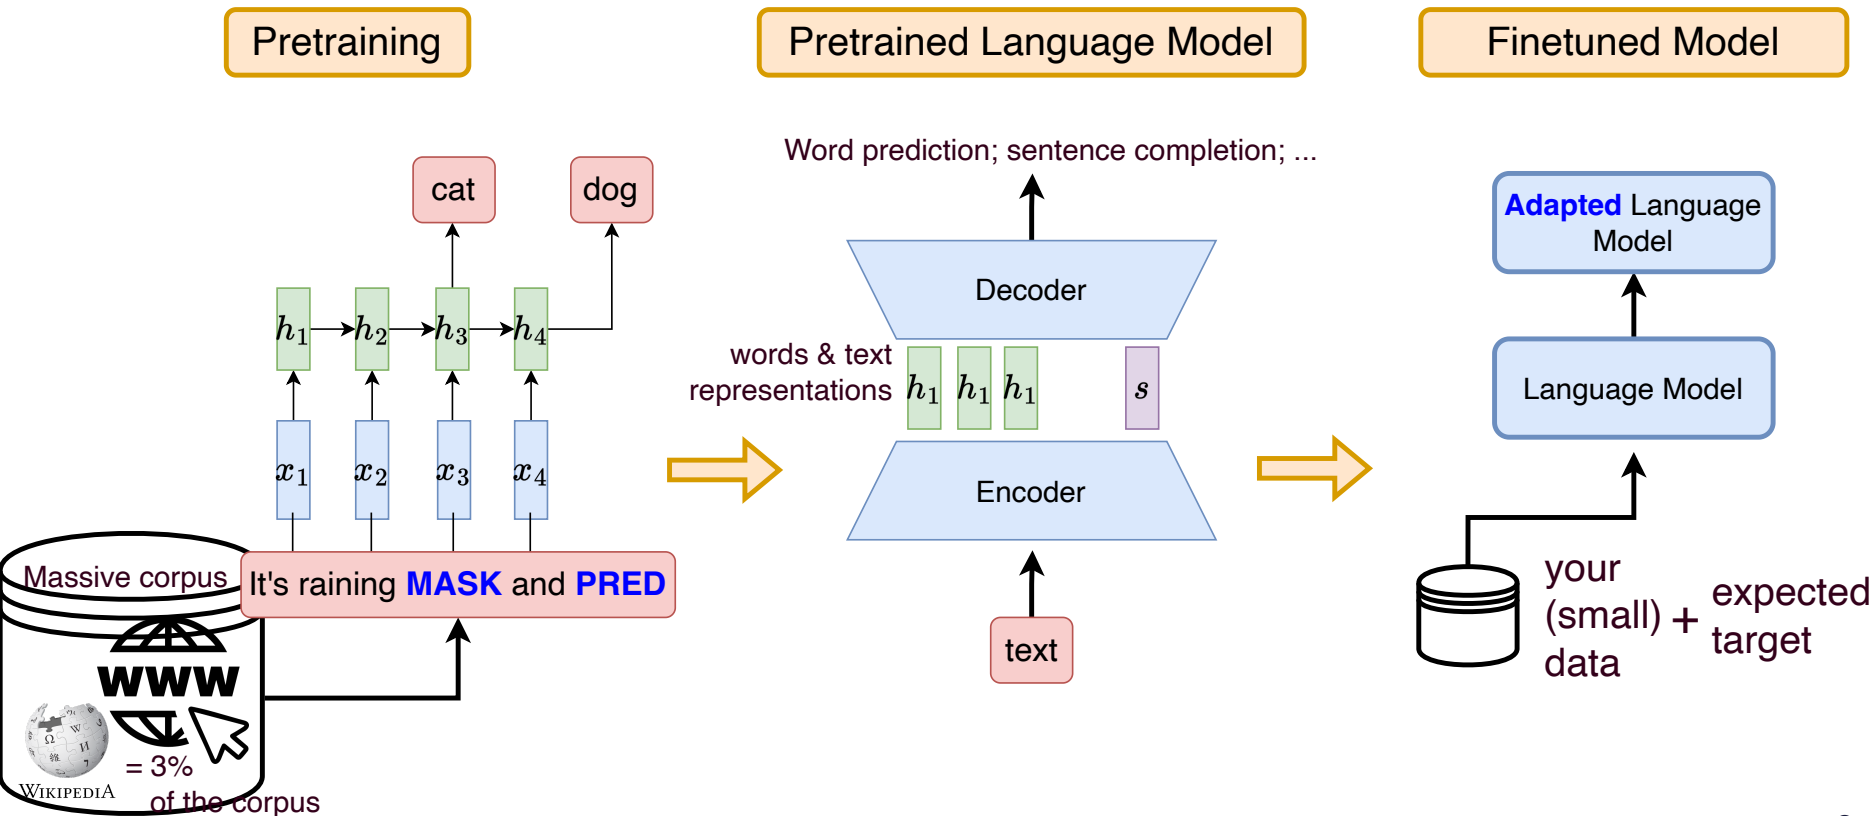 Pretraining
Pretrained Language Model
Finetuned Model
cat
dog
h₁
h₂
h₃
h₄
x₁
x₂
x₃
x₄
Massive corpus
It's raining MASK and PRED
WWW
WIKIPEDIA
= 3%
of the corpus
Word prediction; sentence completion; ...
Decoder
words & text
representations
h₁
h₁
h₁
s
Encoder
text
Adapted Language
Model
Language Model
your
(small)
data
+
expected
target